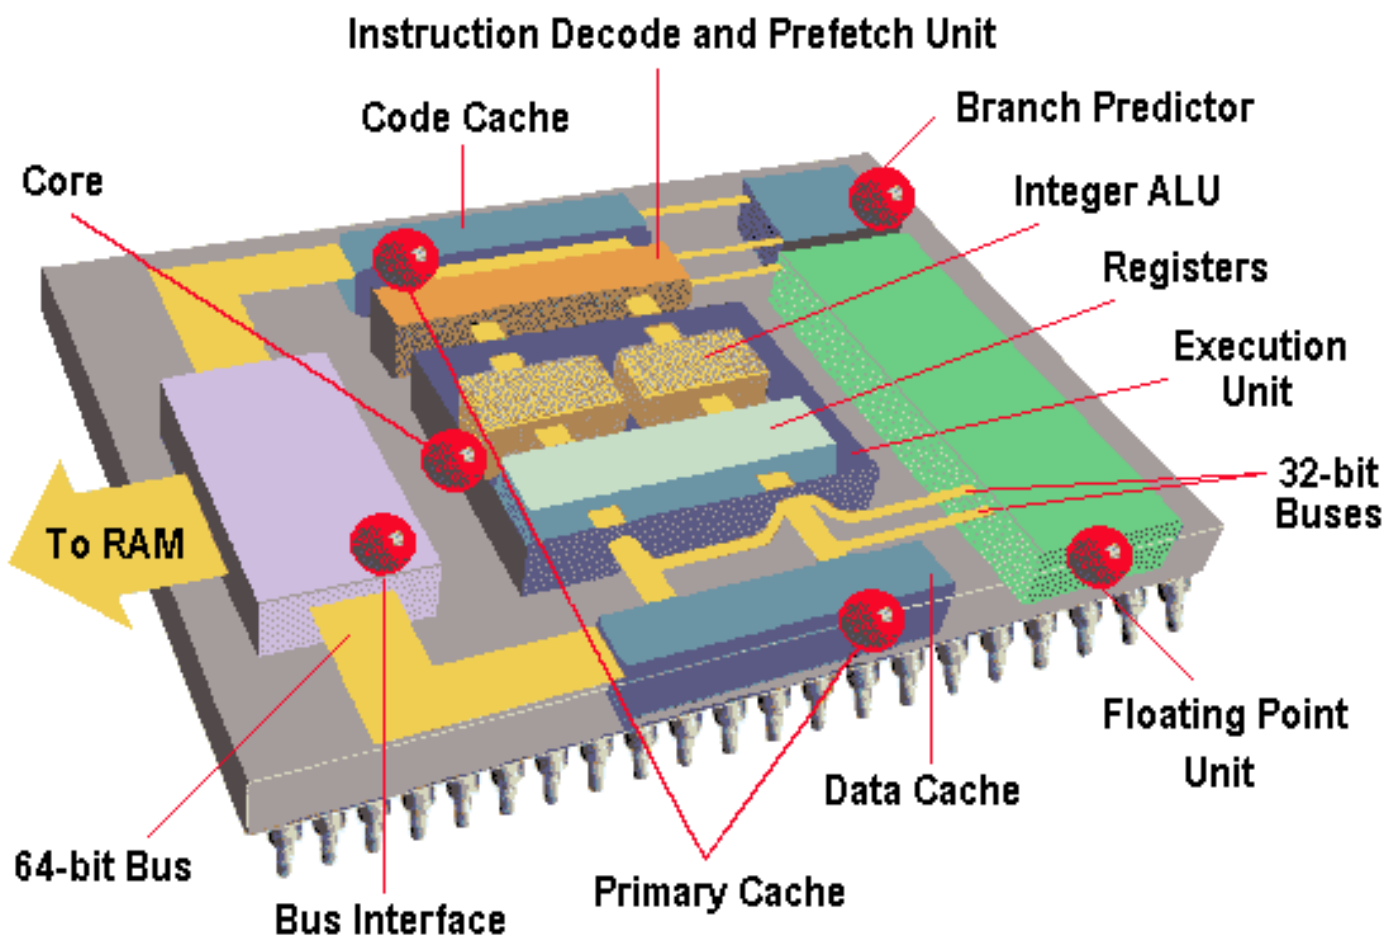 Instruction Decode and Prefetch Unit
Code Cache
Branch Predictor
Core
Integer ALU
Registers
Execution
Unit
32-bit
Buses
To RAM
Floating Point
Unit
Data Cache
64-bit Bus
Primary Cache
Bus Interface